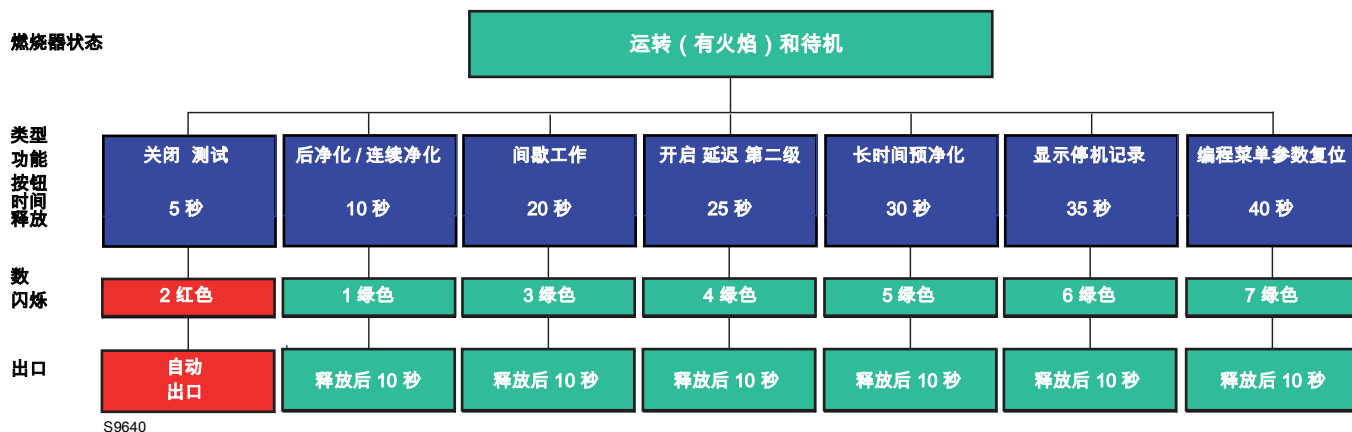 燃烧器状态
运转（有火焰）和待机
类型
功能
按钮
时间
释放
关闭 测试
5 秒
后净化 / 连续净化
10 秒
间歇工作
20 秒
开启 延迟 第二级
25 秒
长时间预净化
30 秒
显示停机记录
35 秒
编程菜单参数复位
40 秒
数
闪烁
2 红色
1 绿色
3 绿色
4 绿色
5 绿色
6 绿色
7 绿色
出口
自动
出口
释放后 10 秒
释放后 10 秒
释放后 10 秒
释放后 10 秒
释放后 10 秒
释放后 10 秒
S9640